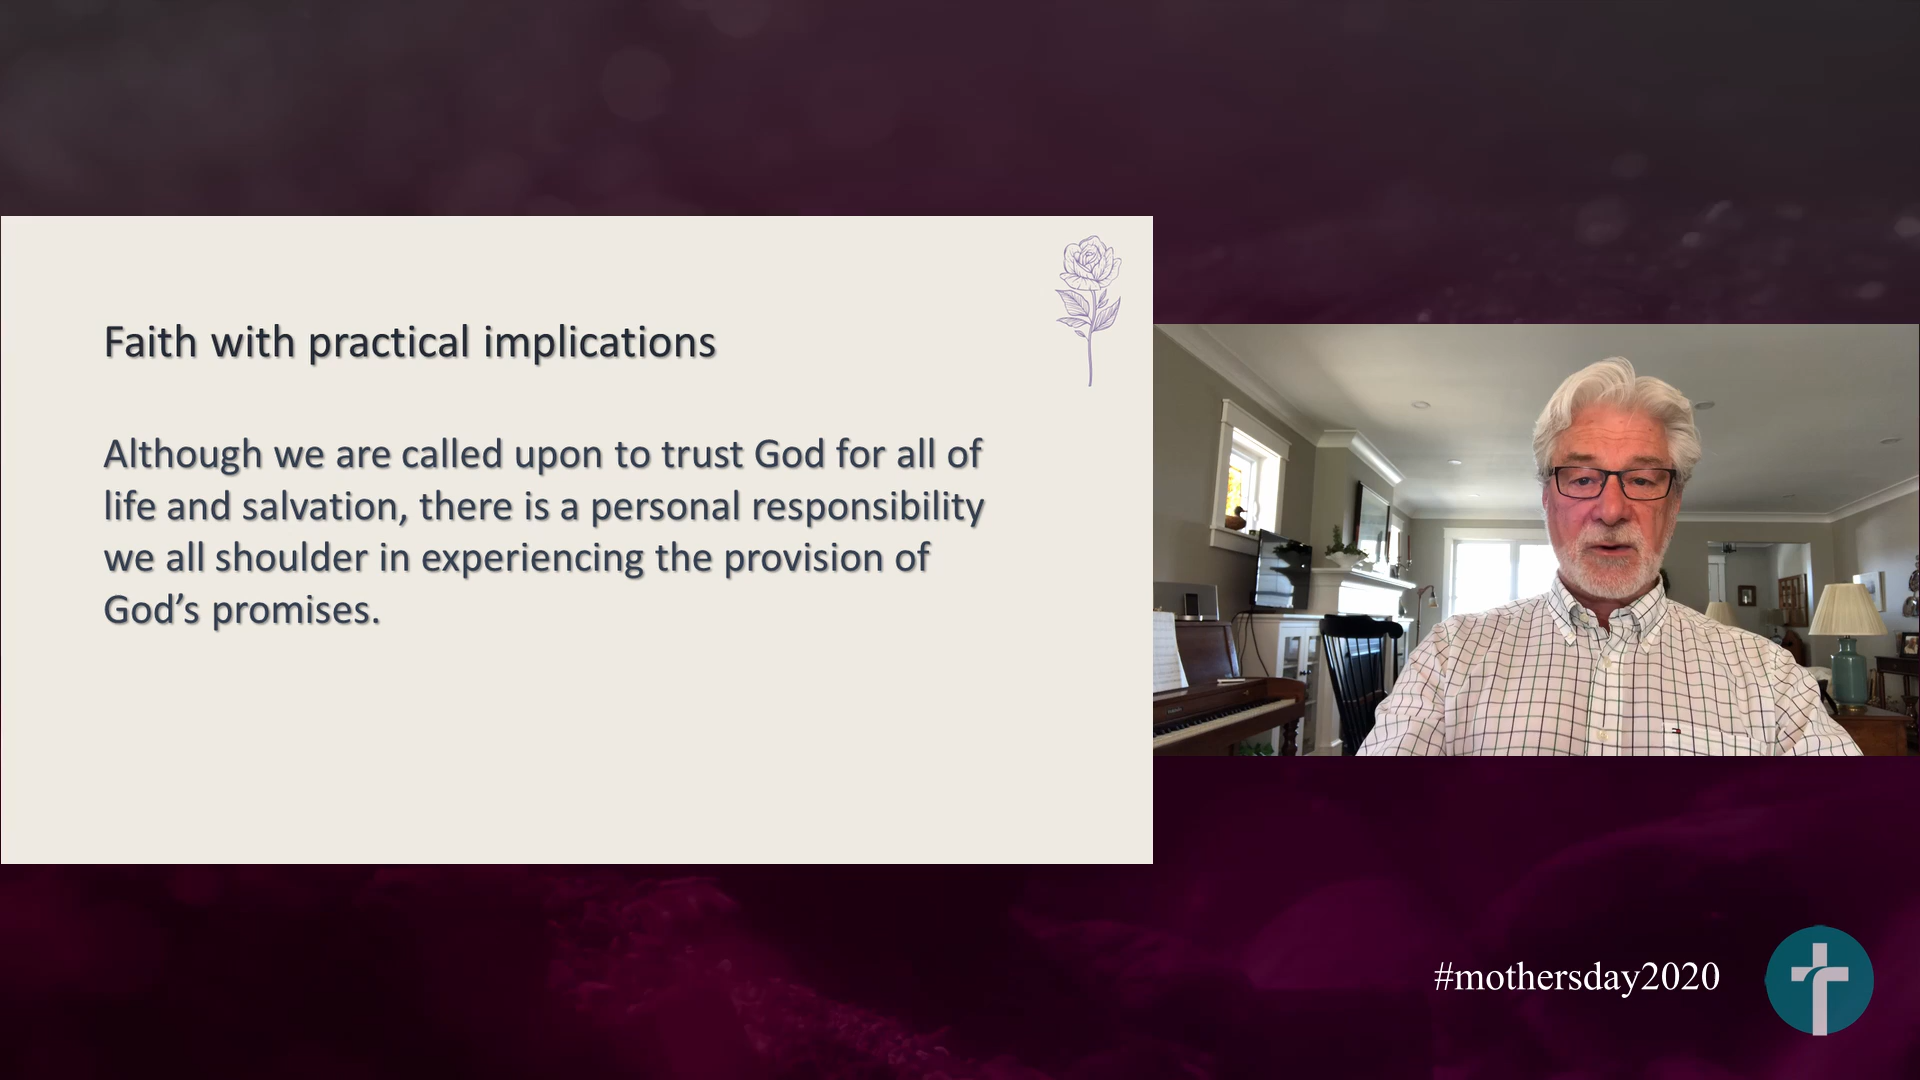 Faith with practical implications
Although we are called upon to trust God for all of
life and salvation, there is a personal responsibility
we all shoulder in experiencing the provision of
God’s promises.
#mothersday2020